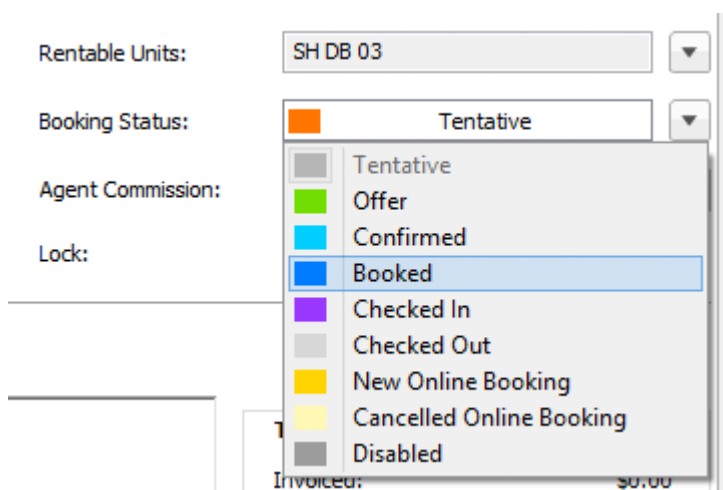 Rentable Units: SH DB 03
Booking Status: Tentative
Tentative
Agent Commission:
Offer
Confirmed
Lock:
Booked
Checked In
Checked Out
New Online Booking
Cancelled Online Booking
Disabled
Invoiced: $0.00